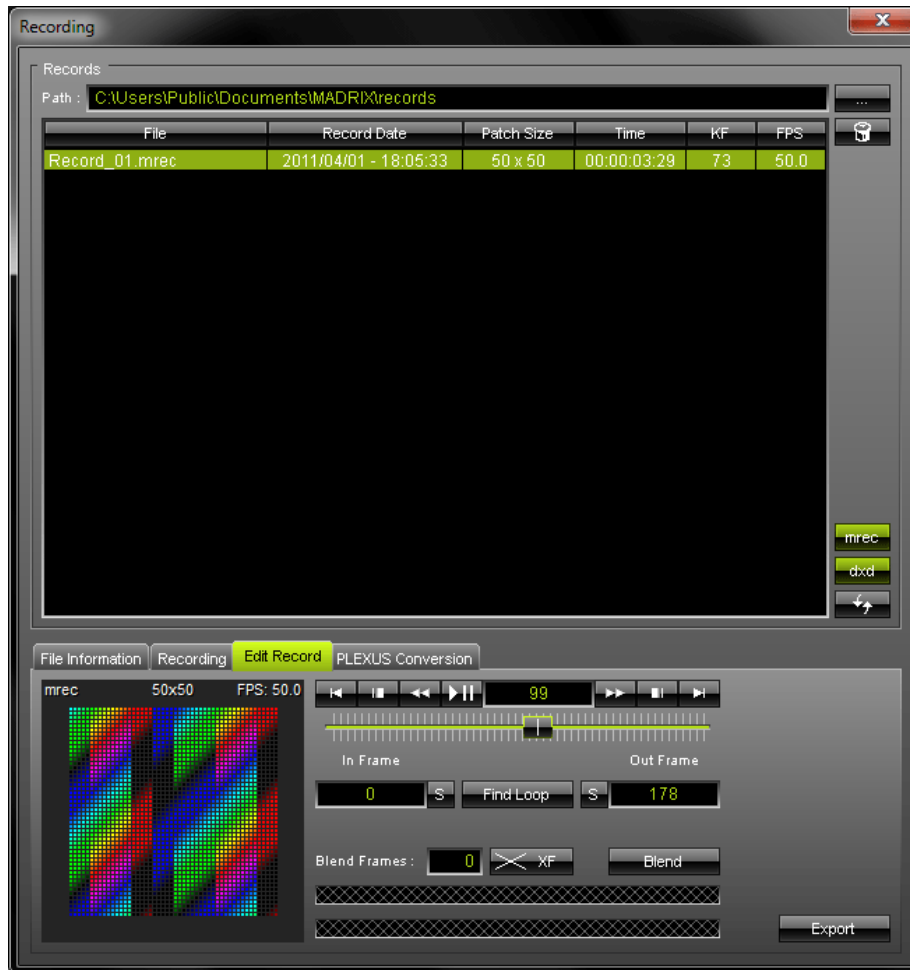 Recording
X
Records
Path : C:\Users\Public\Documents\MADRIX\records ...
File Record Date Patch Size Time KF FPS
Record_01.mrec 2011/04/01 - 18:05:33 50 x 50 00:00:03:29 73 50.0
mrec
dxd
File Information Recording Edit Record PLEXUS Conversion
mrec 50x50 FPS: 50.0
99
In Frame Out Frame
0 S Find Loop S 178
Blend Frames : 0 XF Blend
Export